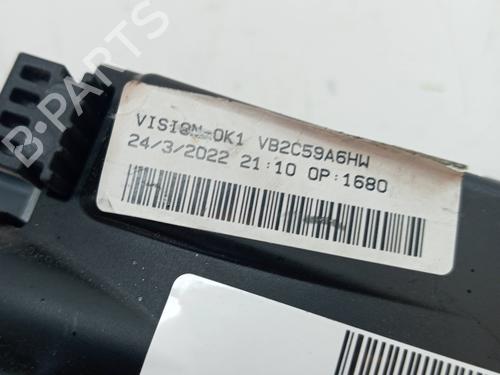 B-PARTS
VISION-OK1 VB2C59A6HW
24/3/2022 21:10 OP:1680